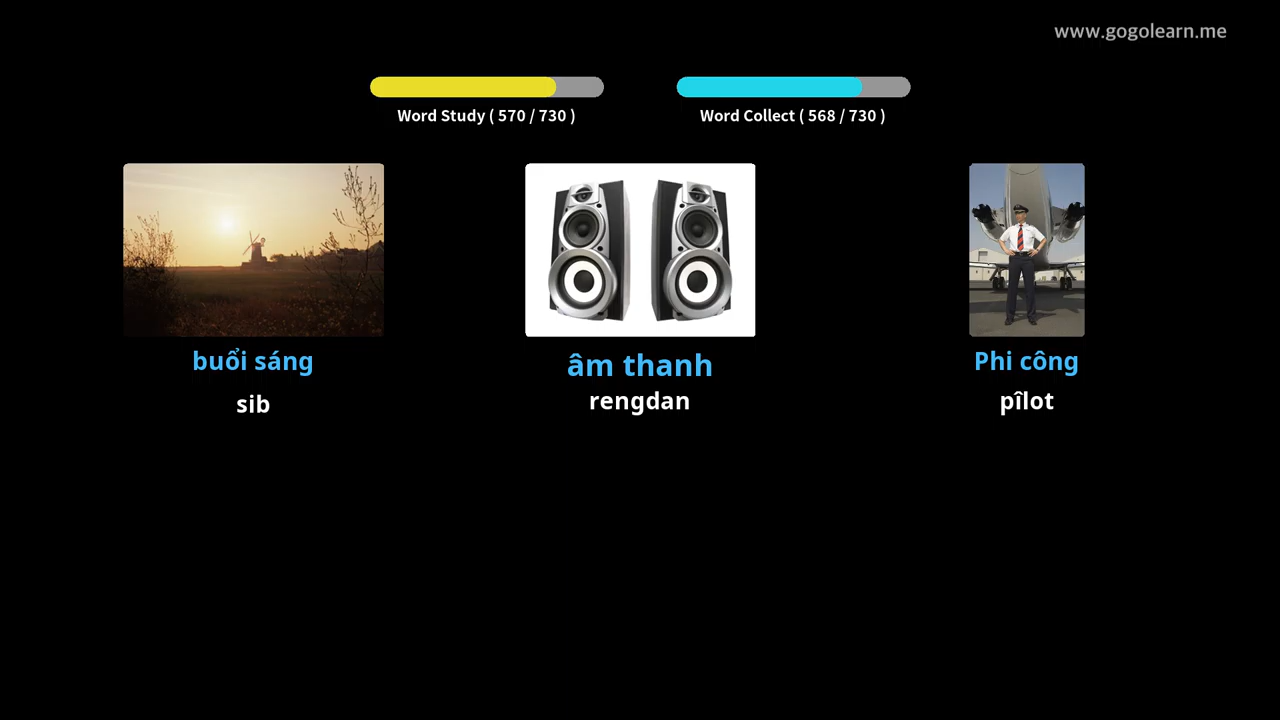 www.gogolearn.me
Word Study ( 570 / 730 )
Word Collect ( 568 / 730 )
buổi sáng
âm thanh
Phi công
sib
rengdan
pîlot